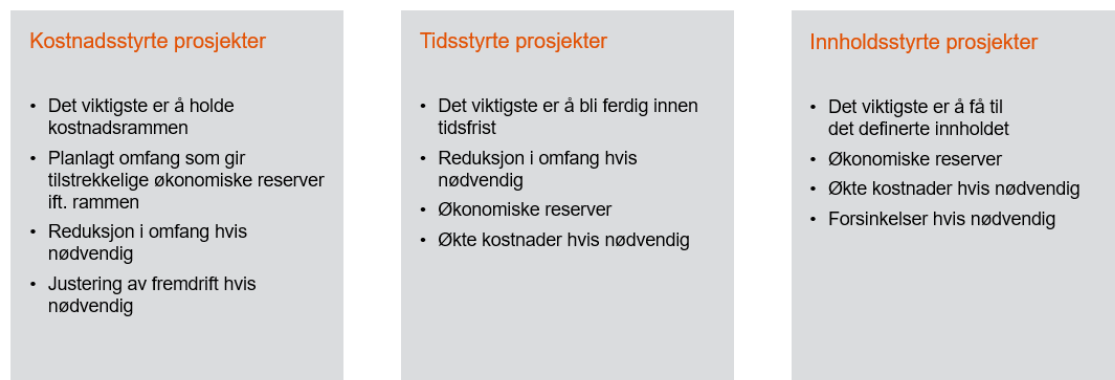 Kostnadsstyrte prosjekter
• Det viktigste er å holde
kostnadsrammen
• Planlagt omfang som gir
tilstrekkelige økonomiske reserver
ift. rammen
• Reduksjon i omfang hvis
nødvendig
• Justering av fremdrift hvis
nødvendig
Tidsstyrte prosjekter
• Det viktigste er å bli ferdig innen
tidsfrist
• Reduksjon i omfang hvis
nødvendig
• Økonomiske reserver
• Økte kostnader hvis nødvendig
Innholdsstyrte prosjekter
• Det viktigste er å få til
det definerte innholdet
• Økonomiske reserver
• Økte kostnader hvis nødvendig
• Forsinkelser hvis nødvendig